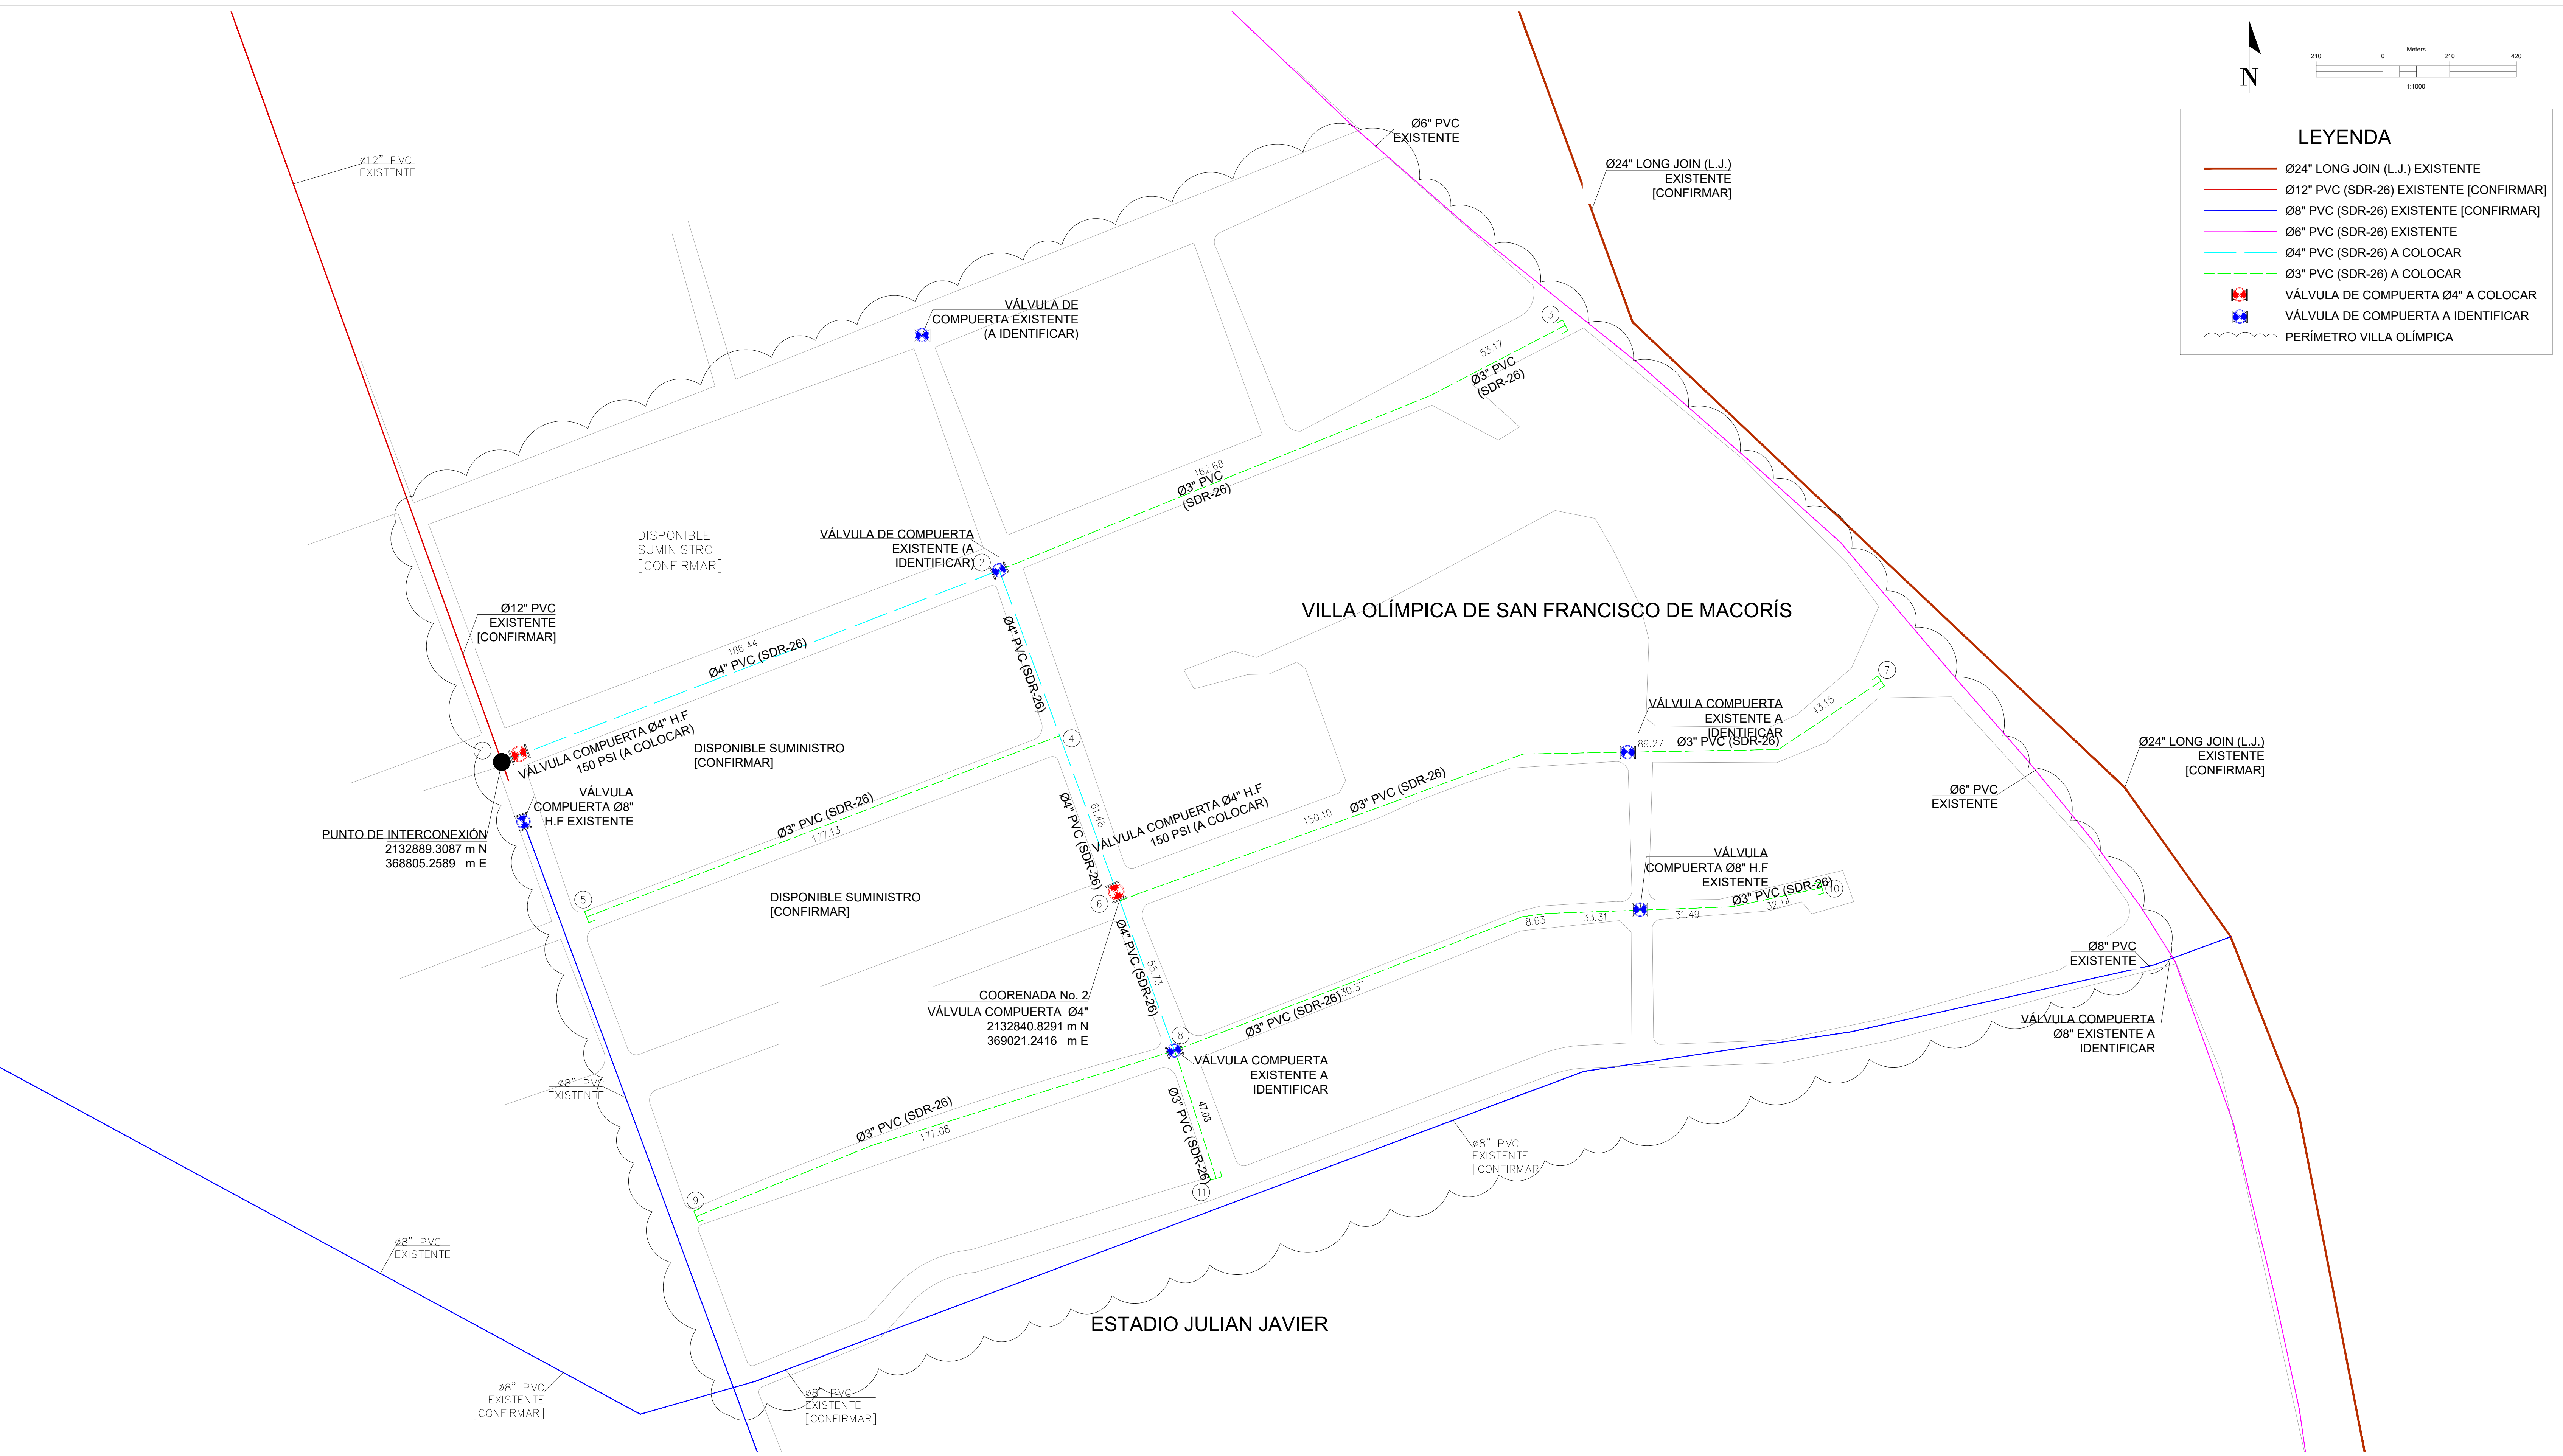 Meters
210 0 210 420
1:1000
N
LEYENDA
Ø24" LONG JOIN (L.J.) EXISTENTE
Ø12" PVC (SDR-26) EXISTENTE [CONFIRMAR]
Ø8" PVC (SDR-26) EXISTENTE [CONFIRMAR]
Ø6" PVC (SDR-26) EXISTENTE
Ø4" PVC (SDR-26) A COLOCAR
Ø3" PVC (SDR-26) A COLOCAR
VÁLVULA DE COMPUERTA Ø4" A COLOCAR
VÁLVULA DE COMPUERTA A IDENTIFICAR
PERÍMETRO VILLA OLÍMPICA
Ø12" PVC
EXISTENTE
Ø6" PVC
EXISTENTE
Ø24" LONG JOIN (L.J.)
EXISTENTE
[CONFIRMAR]
VÁLVULA DE
COMPUERTA EXISTENTE
(A IDENTIFICAR)
3
53.17
Ø3" PVC
(SDR-26)
162.68
Ø3" PVC
(SDR-26)
DISPONIBLE
SUMINISTRO
[CONFIRMAR]
VÁLVULA DE COMPUERTA
EXISTENTE (A
IDENTIFICAR)
2
Ø12" PVC
EXISTENTE
[CONFIRMAR]
VILLA OLÍMPICA DE SAN FRANCISCO DE MACORÍS
186.44
Ø4" PVC (SDR-26)
Ø4" PVC (SDR-26)
1
VÁLVULA COMPUERTA Ø4" H.F
150 PSI (A COLOCAR)
DISPONIBLE SUMINISTRO
[CONFIRMAR]
4
7
VÁLVULA COMPUERTA
EXISTENTE A
IDENTIFICAR
43.15
89.27
Ø3" PVC (SDR-26)
Ø24" LONG JOIN (L.J.)
EXISTENTE
[CONFIRMAR]
VÁLVULA
COMPUERTA Ø8"
H.F EXISTENTE
PUNTO DE INTERCONEXIÓN
2132889.3087 m N
368805.2589 m E
Ø3" PVC (SDR-26)
177.13
Ø4" PVC (SDR-26)
61.48
VÁLVULA COMPUERTA Ø4" H.F
150 PSI (A COLOCAR)
Ø3" PVC (SDR-26)
150.10
Ø6" PVC
EXISTENTE
VÁLVULA
COMPUERTA Ø8" H.F
EXISTENTE
5
DISPONIBLE SUMINISTRO
[CONFIRMAR]
6
Ø3" PVC (SDR-26)
10
8.63
33.31
31.49
32.14
Ø4" PVC (SDR-26)
55.73
Ø8" PVC
EXISTENTE
COORENADA No. 2
VÁLVULA COMPUERTA Ø4"
2132840.8291 m N
369021.2416 m E
30.37
Ø3" PVC (SDR-26)
8
VÁLVULA COMPUERTA
Ø8" EXISTENTE A
IDENTIFICAR
VÁLVULA COMPUERTA
EXISTENTE A
IDENTIFICAR
Ø8" PVC
EXISTENTE
Ø3" PVC (SDR-26)
177.08
Ø3" PVC (SDR-26)
47.03
Ø8" PVC
EXISTENTE
[CONFIRMAR]
9
11
Ø8" PVC
EXISTENTE
ESTADIO JULIAN JAVIER
Ø8" PVC
EXISTENTE
[CONFIRMAR]
Ø8" PVC
EXISTENTE
[CONFIRMAR]